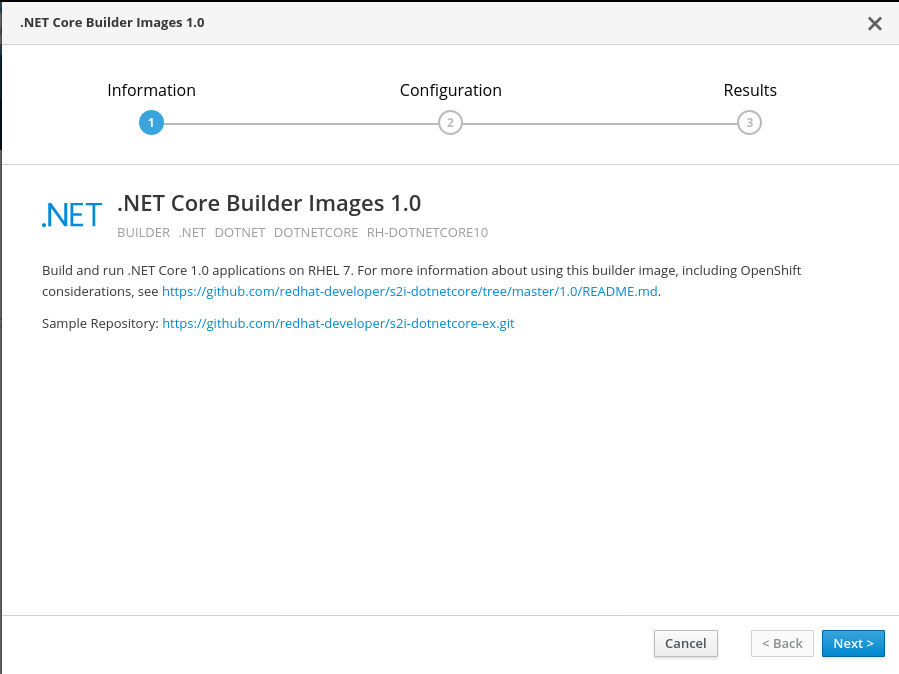 .NET Core Builder Images 1.0
Information Configuration Results
1 2 3
.NET
.NET Core Builder Images 1.0
BUILDER .NET DOTNET DOTNETCORE RH-DOTNETCORE10
Build and run .NET Core 1.0 applications on RHEL 7. For more information about using this builder image, including OpenShift
considerations, see https://github.com/redhat-developer/s2i-dotnetcore/tree/master/1.0/README.md.
Sample Repository: https://github.com/redhat-developer/s2i-dotnetcore-ex.git
Cancel < Back Next >